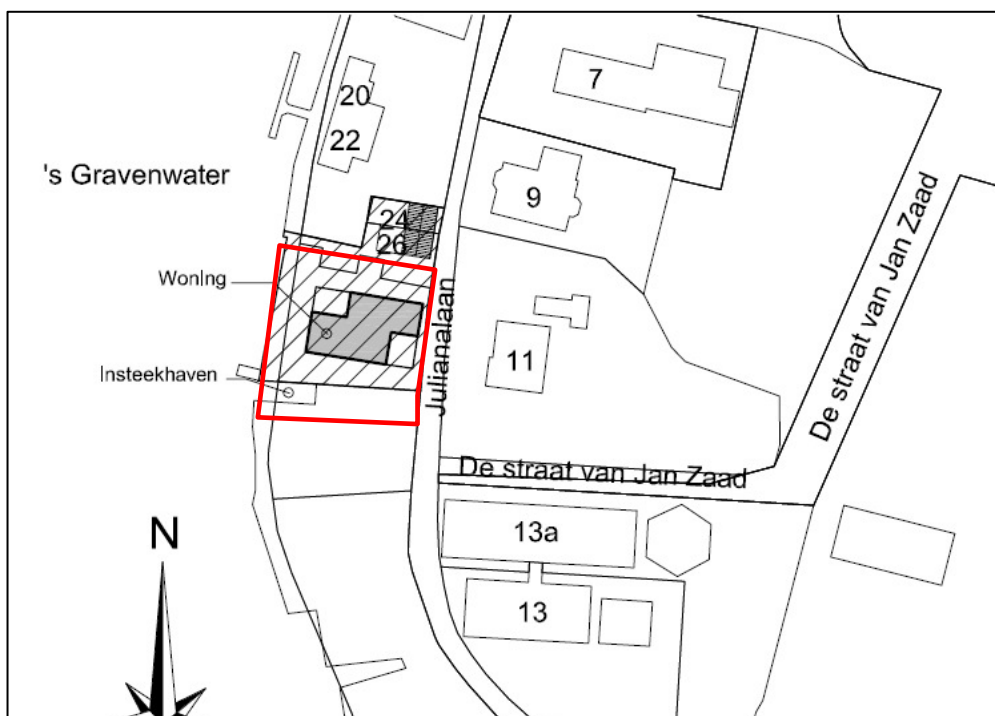 20
22
7
's Gravenwater
9
24
26
De straat van Jan Zaad
Woning
Julianalaan
Insteekhaven
11
De straat van Jan Zaad
13a
N
13